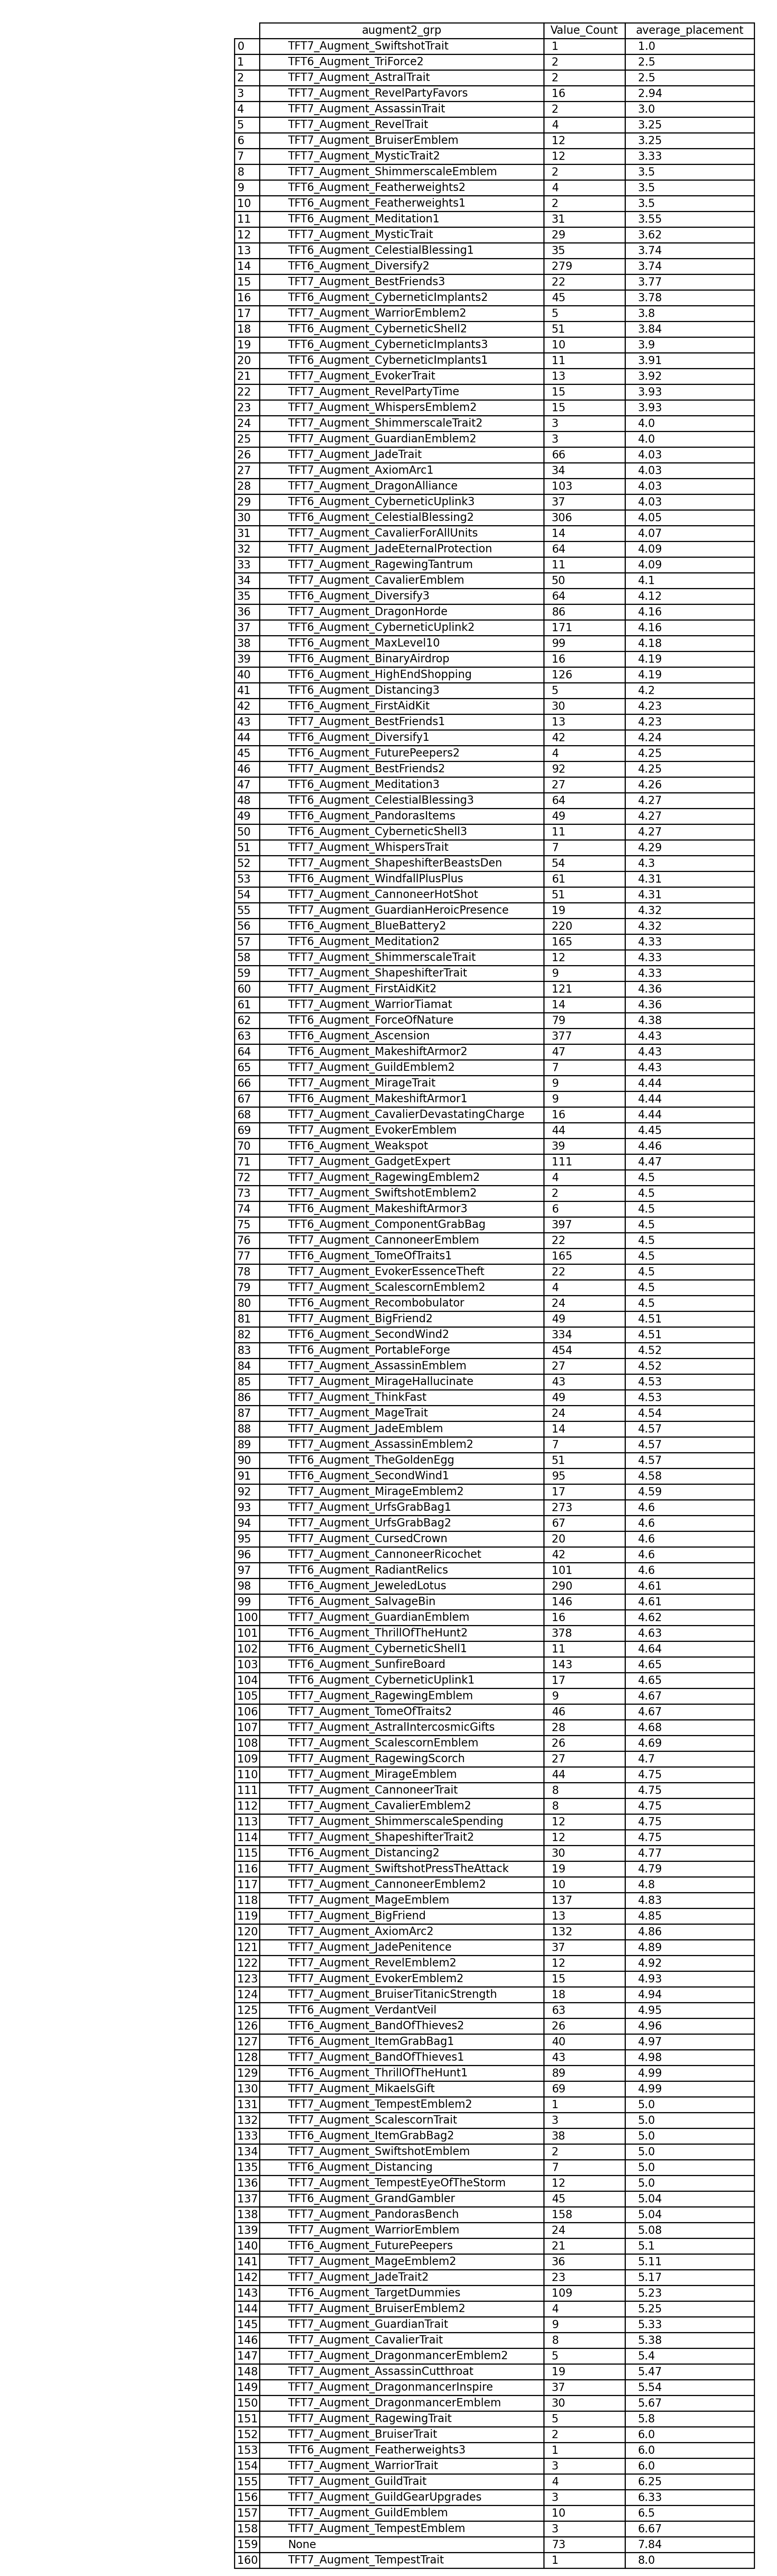 augment2_grp Value_Count average_placement
0 TFT7_Augment_SwiftshotTrait 1 1.0
1 TFT6_Augment_TriForce2 2 2.5
2 TFT7_Augment_AstralTrait 2 2.5
3 TFT7_Augment_RevelPartyFavors 16 2.94
4 TFT7_Augment_AssassinTrait 2 3.0
5 TFT7_Augment_RevelTrait 4 3.25
6 TFT7_Augment_BruiserEmblem 12 3.25
7 TFT7_Augment_MysticTrait2 12 3.33
8 TFT7_Augment_ShimmerscaleEmblem 2 3.5
9 TFT6_Augment_Featherweights2 4 3.5
10 TFT6_Augment_Featherweights1 2 3.5
11 TFT6_Augment_Meditation1 31 3.55
12 TFT7_Augment_MysticTrait 29 3.62
13 TFT6_Augment_CelestialBlessing1 35 3.74
14 TFT6_Augment_Diversify2 279 3.74
15 TFT7_Augment_BestFriends3 22 3.77
16 TFT6_Augment_CyberneticImplants2 45 3.78
17 TFT7_Augment_WarriorEmblem2 5 3.8
18 TFT6_Augment_CyberneticShell2 51 3.84
19 TFT6_Augment_CyberneticImplants3 10 3.9
20 TFT6_Augment_CyberneticImplants1 11 3.91
21 TFT7_Augment_EvokerTrait 13 3.92
22 TFT7_Augment_RevelPartyTime 15 3.93
23 TFT7_Augment_WhispersEmblem2 15 3.93
24 TFT7_Augment_ShimmerscaleTrait2 3 4.0
25 TFT7_Augment_GuardianEmblem2 3 4.0
26 TFT7_Augment_JadeTrait 66 4.03
27 TFT7_Augment_AxiomArc1 34 4.03
28 TFT7_Augment_DragonAlliance 103 4.03
29 TFT6_Augment_CyberneticUplink3 37 4.03
30 TFT6_Augment_CelestialBlessing2 306 4.05
31 TFT7_Augment_CavalierForAllUnits 14 4.07
32 TFT7_Augment_JadeEternalProtection 64 4.09
33 TFT7_Augment_RagewingTantrum 11 4.09
34 TFT7_Augment_CavalierEmblem 50 4.1
35 TFT6_Augment_Diversify3 64 4.12
36 TFT7_Augment_DragonHorde 86 4.16
37 TFT6_Augment_CyberneticUplink2 171 4.16
38 TFT6_Augment_MaxLevel10 99 4.18
39 TFT6_Augment_BinaryAirdrop 16 4.19
40 TFT6_Augment_HighEndShopping 126 4.19
41 TFT6_Augment_Distancing3 5 4.2
42 TFT6_Augment_FirstAidKit 30 4.23
43 TFT7_Augment_BestFriends1 13 4.23
44 TFT6_Augment_Diversify1 42 4.24
45 TFT6_Augment_FuturePeepers2 4 4.25
46 TFT7_Augment_BestFriends2 92 4.25
47 TFT6_Augment_Meditation3 27 4.26
48 TFT6_Augment_CelestialBlessing3 64 4.27
49 TFT6_Augment_PandorasItems 49 4.27
50 TFT6_Augment_CyberneticShell3 11 4.27
51 TFT7_Augment_WhispersTrait 7 4.29
52 TFT7_Augment_ShapeshifterBeastsDen 54 4.3
53 TFT6_Augment_WindfallPlusPlus 61 4.31
54 TFT7_Augment_CannoneerHotShot 51 4.31
55 TFT7_Augment_GuardianHeroicPresence 19 4.32
56 TFT6_Augment_BlueBattery2 220 4.32
57 TFT6_Augment_Meditation2 165 4.33
58 TFT7_Augment_ShimmerscaleTrait 12 4.33
59 TFT7_Augment_ShapeshifterTrait 9 4.33
60 TFT7_Augment_FirstAidKit2 121 4.36
61 TFT7_Augment_WarriorTiamat 14 4.36
62 TFT6_Augment_ForceOfNature 79 4.38
63 TFT6_Augment_Ascension 377 4.43
64 TFT6_Augment_MakeshiftArmor2 47 4.43
65 TFT7_Augment_GuildEmblem2 7 4.43
66 TFT7_Augment_MirageTrait 9 4.44
67 TFT6_Augment_MakeshiftArmor1 9 4.44
68 TFT7_Augment_CavalierDevastatingCharge 16 4.44
69 TFT7_Augment_EvokerEmblem 44 4.45
70 TFT6_Augment_Weakspot 39 4.46
71 TFT7_Augment_GadgetExpert 111 4.47
72 TFT7_Augment_RagewingEmblem2 4 4.5
73 TFT7_Augment_SwiftshotEmblem2 2 4.5
74 TFT6_Augment_MakeshiftArmor3 6 4.5
75 TFT6_Augment_ComponentGrabBag 397 4.5
76 TFT7_Augment_CannoneerEmblem 22 4.5
77 TFT6_Augment_TomeOfTraits1 165 4.5
78 TFT7_Augment_EvokerEssenceTheft 22 4.5
79 TFT7_Augment_ScalescornEmblem2 4 4.5
80 TFT6_Augment_Recombobulator 24 4.5
81 TFT7_Augment_BigFriend2 49 4.51
82 TFT6_Augment_SecondWind2 334 4.51
83 TFT6_Augment_PortableForge 454 4.52
84 TFT7_Augment_AssassinEmblem 27 4.52
85 TFT7_Augment_MirageHallucinate 43 4.53
86 TFT7_Augment_ThinkFast 49 4.53
87 TFT7_Augment_MageTrait 24 4.54
88 TFT7_Augment_JadeEmblem 14 4.57
89 TFT7_Augment_AssassinEmblem2 7 4.57
90 TFT6_Augment_TheGoldenEgg 51 4.57
91 TFT6_Augment_SecondWind1 95 4.58
92 TFT7_Augment_MirageEmblem2 17 4.59
93 TFT7_Augment_UrfsGrabBag1 273 4.6
94 TFT7_Augment_UrfsGrabBag2 67 4.6
95 TFT7_Augment_CursedCrown 20 4.6
96 TFT7_Augment_CannoneerRicochet 42 4.6
97 TFT6_Augment_RadiantRelics 101 4.6
98 TFT6_Augment_JeweledLotus 290 4.61
99 TFT6_Augment_SalvageBin 146 4.61
100 TFT7_Augment_GuardianEmblem 16 4.62
101 TFT6_Augment_ThrillOfTheHunt2 378 4.63
102 TFT6_Augment_CyberneticShell1 11 4.64
103 TFT6_Augment_SunfireBoard 143 4.65
104 TFT6_Augment_CyberneticUplink1 17 4.65
105 TFT7_Augment_RagewingEmblem 9 4.67
106 TFT7_Augment_TomeOfTraits2 46 4.67
107 TFT7_Augment_AstralIntercosmicGifts 28 4.68
108 TFT7_Augment_ScalescornEmblem 26 4.69
109 TFT7_Augment_RagewingScorch 27 4.7
110 TFT7_Augment_MirageEmblem 44 4.75
111 TFT7_Augment_CannoneerTrait 8 4.75
112 TFT7_Augment_CavalierEmblem2 8 4.75
113 TFT7_Augment_ShimmerscaleSpending 12 4.75
114 TFT7_Augment_ShapeshifterTrait2 12 4.75
115 TFT6_Augment_Distancing2 30 4.77
116 TFT7_Augment_SwiftshotPressTheAttack 19 4.79
117 TFT7_Augment_CannoneerEmblem2 10 4.8
118 TFT7_Augment_MageEmblem 137 4.83
119 TFT7_Augment_BigFriend 13 4.85
120 TFT7_Augment_AxiomArc2 132 4.86
121 TFT7_Augment_JadePenitence 37 4.89
122 TFT7_Augment_RevelEmblem2 12 4.92
123 TFT7_Augment_EvokerEmblem2 15 4.93
124 TFT7_Augment_BruiserTitanicStrength 18 4.94
125 TFT6_Augment_VerdantVeil 63 4.95
126 TFT6_Augment_BandOfThieves2 26 4.96
127 TFT6_Augment_ItemGrabBag1 40 4.97
128 TFT7_Augment_BandOfThieves1 43 4.98
129 TFT6_Augment_ThrillOfTheHunt1 89 4.99
130 TFT7_Augment_MikaelsGift 69 4.99
131 TFT7_Augment_TempestEmblem2 1 5.0
132 TFT7_Augment_ScalescornTrait 3 5.0
133 TFT6_Augment_ItemGrabBag2 38 5.0
134 TFT7_Augment_SwiftshotEmblem 2 5.0
135 TFT6_Augment_Distancing 7 5.0
136 TFT7_Augment_TempestEyeOfTheStorm 12 5.0
137 TFT6_Augment_GrandGambler 45 5.04
138 TFT7_Augment_PandorasBench 158 5.04
139 TFT7_Augment_WarriorEmblem 24 5.08
140 TFT6_Augment_FuturePeepers 21 5.1
141 TFT7_Augment_MageEmblem2 36 5.11
142 TFT7_Augment_JadeTrait2 23 5.17
143 TFT6_Augment_TargetDummies 109 5.23
144 TFT7_Augment_BruiserEmblem2 4 5.25
145 TFT7_Augment_GuardianTrait 9 5.33
146 TFT7_Augment_CavalierTrait 8 5.38
147 TFT7_Augment_DragonmancerEmblem2 5 5.4
148 TFT7_Augment_AssassinCutthroat 19 5.47
149 TFT7_Augment_DragonmancerInspire 37 5.54
150 TFT7_Augment_DragonmancerEmblem 30 5.67
151 TFT7_Augment_RagewingTrait 5 5.8
152 TFT7_Augment_BruiserTrait 2 6.0
153 TFT6_Augment_Featherweights3 1 6.0
154 TFT7_Augment_WarriorTrait 3 6.0
155 TFT7_Augment_GuildTrait 4 6.25
156 TFT7_Augment_GuildGearUpgrades 3 6.33
157 TFT7_Augment_GuildEmblem 10 6.5
158 TFT7_Augment_TempestEmblem 3 6.67
159 None 73 7.84
160 TFT7_Augment_TempestTrait 1 8.0